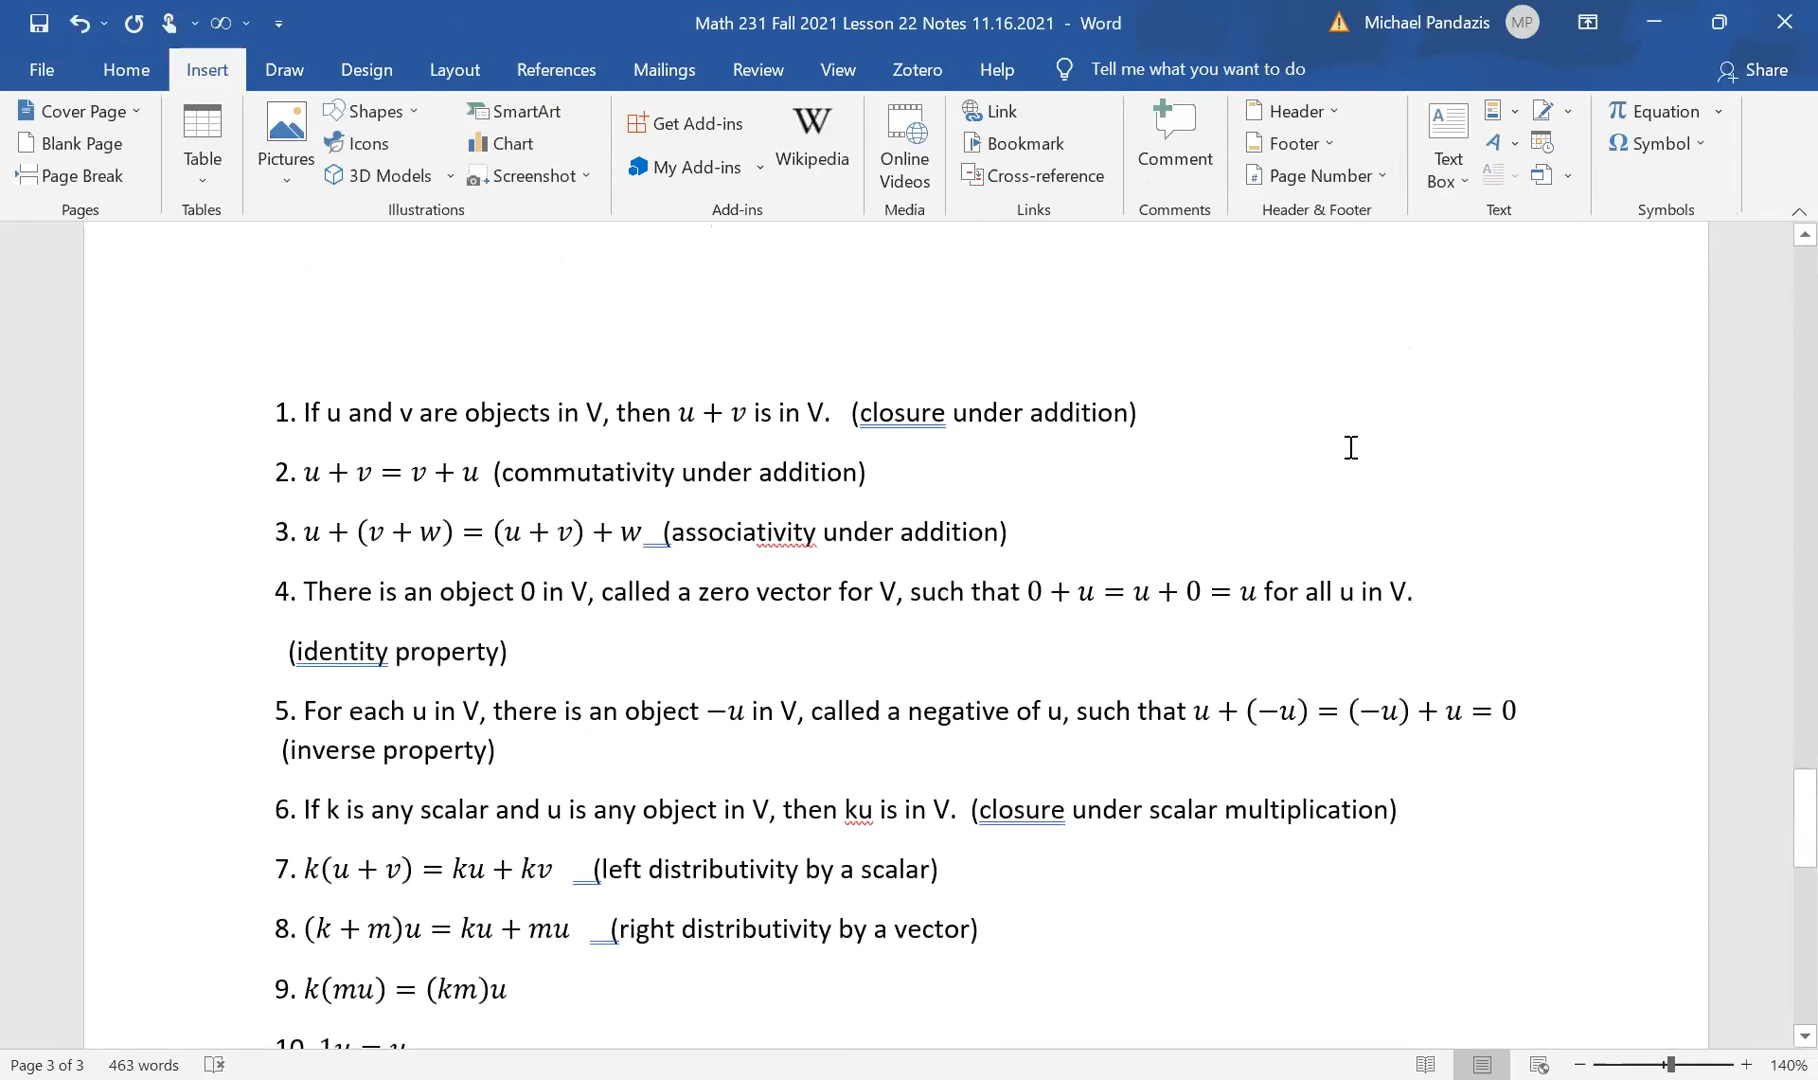 Math 231 Fall 2021 Lesson 22 Notes 11.16.2021 - Word
Michael Pandazis MP
File Home Insert Draw Design Layout References Mailings Review View Zotero Help Tell me what you want to do Share
Cover Page
Blank Page
Page Break
Pages
Table
Tables
Pictures
Shapes
Icons
3D Models
SmartArt
Chart
Screenshot
Illustrations
Get Add-ins
My Add-ins
W
Wikipedia
Add-ins
Online
Videos
Media
Link
Bookmark
Cross-reference
Links
Comment
Comments
Header
Footer
Page Number
Header & Footer
Text
Box
Text
π Equation
Ω Symbol
Symbols
1. If u and v are objects in V, then u + v is in V. (closure under addition)
2. u + v = v + u (commutativity under addition)
3. u + (v + w) = (u + v) + w (associativity under addition)
4. There is an object 0 in V, called a zero vector for V, such that 0 + u = u + 0 = u for all u in V.
(identity property)
5. For each u in V, there is an object −u in V, called a negative of u, such that u + (−u) = (−u) + u = 0
(inverse property)
6. If k is any scalar and u is any object in V, then ku is in V. (closure under scalar multiplication)
7. k(u + v) = ku + kv (left distributivity by a scalar)
8. (k + m)u = ku + mu (right distributivity by a vector)
9. k(mu) = (km)u
10. 1u = u
Page 3 of 3 463 words 140%